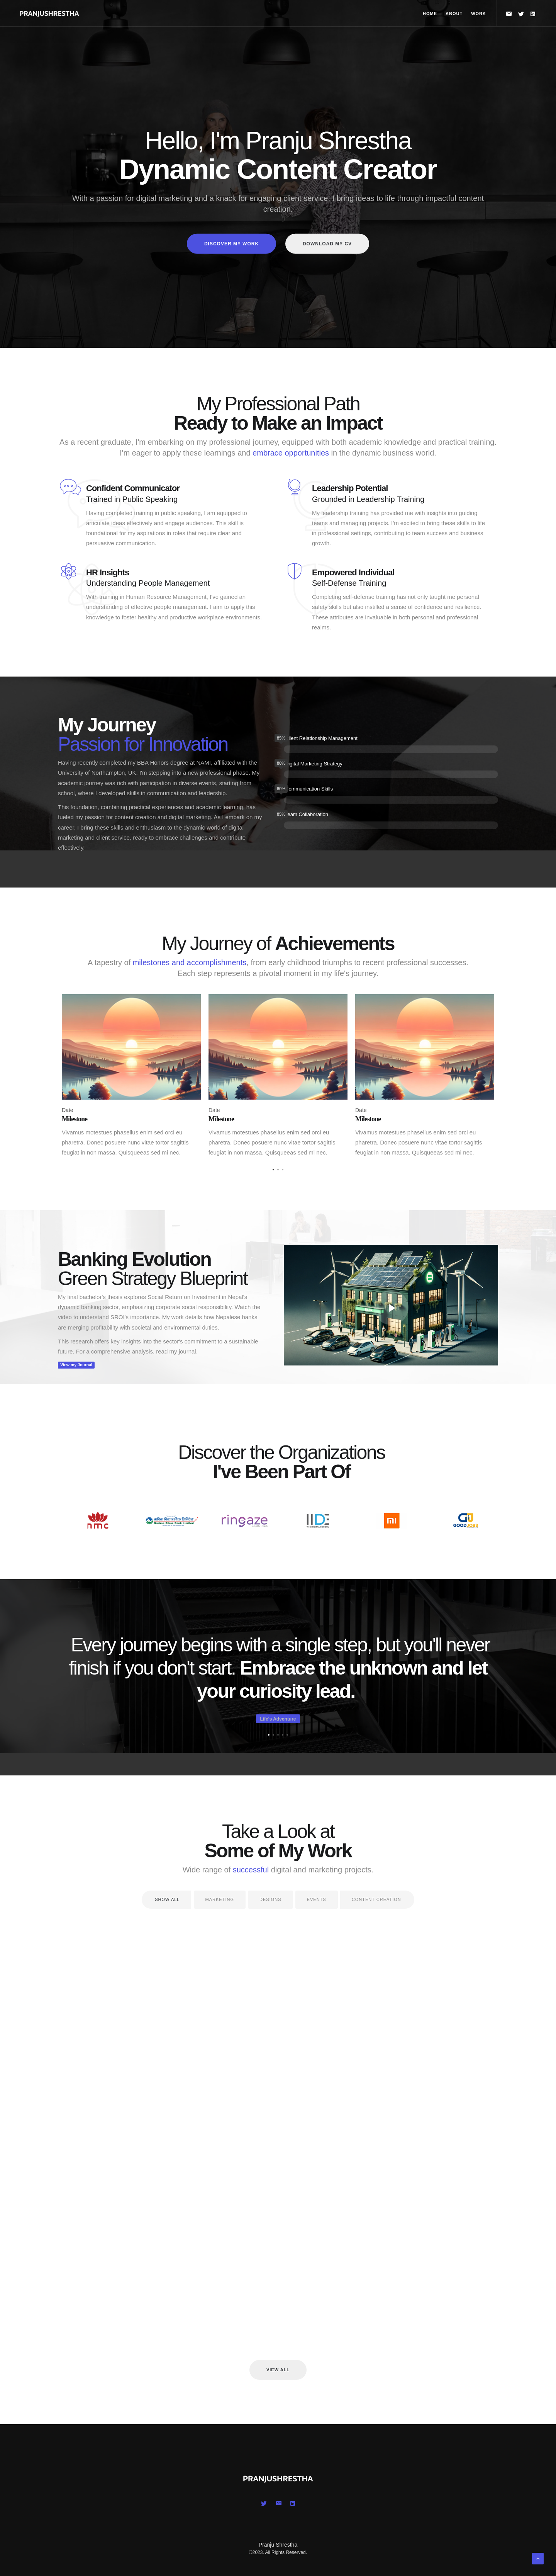 PRANJUSHRESTHA
HOME
ABOUT
WORK
Hello, I'm Pranju Shrestha
Dynamic Content Creator
With a passion for digital marketing and a knack for engaging client service, I bring ideas to life through impactful content
creation.
DISCOVER MY WORK
DOWNLOAD MY CV
My Professional Path
Ready to Make an Impact
As a recent graduate, I'm embarking on my professional journey, equipped with both academic knowledge and practical training.
I'm eager to apply these learnings and embrace opportunities in the dynamic business world.
Confident Communicator
Trained in Public Speaking
Having completed training in public speaking, I am equipped to
articulate ideas effectively and engage audiences. This skill is
foundational for my aspirations in roles that require clear and
persuasive communication.
Leadership Potential
Grounded in Leadership Training
My leadership training has provided me with insights into guiding
teams and managing projects. I'm excited to bring these skills to life
in professional settings, contributing to team success and business
growth.
HR Insights
Understanding People Management
With training in Human Resource Management, I've gained an
understanding of effective people management. I aim to apply this
knowledge to foster healthy and productive workplace environments.
Empowered Individual
Self-Defense Training
Completing self-defense training has not only taught me personal
safety skills but also instilled a sense of confidence and resilience.
These attributes are invaluable in both personal and professional
realms.
My Journey
Passion for Innovation
Having recently completed my BBA Honors degree at NAMI, affiliated with the
University of Northampton, UK, I'm stepping into a new professional phase. My
academic journey was rich with participation in diverse events, starting from
school, where I developed skills in communication and leadership.
This foundation, combining practical experiences and academic learning, has
fueled my passion for content creation and digital marketing. As I embark on my
career, I bring these skills and enthusiasm to the dynamic world of digital
marketing and client service, ready to embrace challenges and contribute
effectively.
85% lient Relationship Management
90% igital Marketing Strategy
80% ommunication Skills
85% eam Collaboration
My Journey of Achievements
A tapestry of milestones and accomplishments, from early childhood triumphs to recent professional successes.
Each step represents a pivotal moment in my life's journey.
Date
Milestone
Vivamus motestues phasellus enim sed orci eu
pharetra. Donec posuere nunc vitae tortor sagittis
feugiat in non massa. Quisqueeas sed mi nec.
Date
Milestone
Vivamus motestues phasellus enim sed orci eu
pharetra. Donec posuere nunc vitae tortor sagittis
feugiat in non massa. Quisqueeas sed mi nec.
Date
Milestone
Vivamus motestues phasellus enim sed orci eu
pharetra. Donec posuere nunc vitae tortor sagittis
feugiat in non massa. Quisqueeas sed mi nec.
Banking Evolution
Green Strategy Blueprint
My final bachelor's thesis explores Social Return on Investment in Nepal's
dynamic banking sector, emphasizing corporate social responsibility. Watch the
video to understand SROI's importance. My work details how Nepalese banks
are merging profitability with societal and environmental duties.
This research offers key insights into the sector's commitment to a sustainable
future. For a comprehensive analysis, read my journal.
View my Journal
Discover the Organizations
I've Been Part Of
nmc
ringaze
IIDE
mi
GOODJOBS
Every journey begins with a single step, but you'll never
finish if you don't start. Embrace the unknown and let
your curiosity lead.
Life's Adventure
Take a Look at
Some of My Work
Wide range of successful digital and marketing projects.
SHOW ALL
MARKETING
DESIGNS
EVENTS
CONTENT CREATION
VIEW ALL
PRANJUSHRESTHA
Pranju Shrestha
©2023. All Rights Reserved.